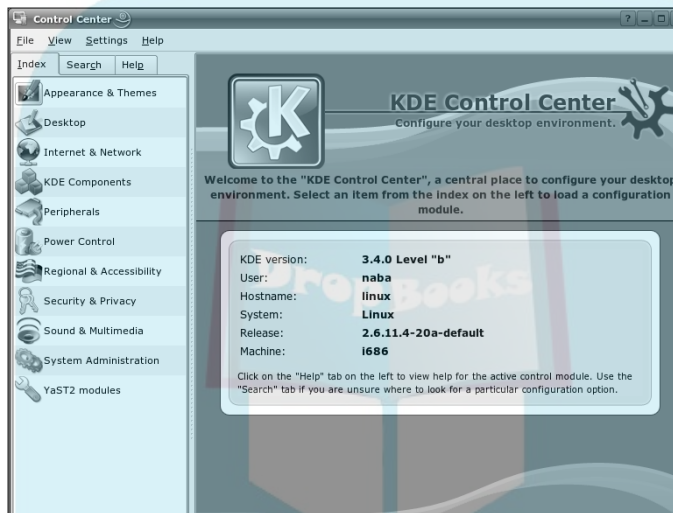 Control Center
File View Settings Help
Index Search Help
Appearance & Themes
Desktop
Internet & Network
KDE Components
Peripherals
Power Control
Regional & Accessibility
Security & Privacy
Sound & Multimedia
System Administration
YaST2 modules
KDE Control Center
Configure your desktop environment.
Welcome to the "KDE Control Center", a central place to configure your desktop
environment. Select an item from the index on the left to load a configuration
module.
KDE version: 3.4.0 Level "b"
User: naba
Hostname: linux
System: Linux
Release: 2.6.11.4-20a-default
Machine: i686
Click on the "Help" tab on the left to view help for the active control module. Use the
"Search" tab if you are unsure where to look for a particular configuration option.
DropBooks